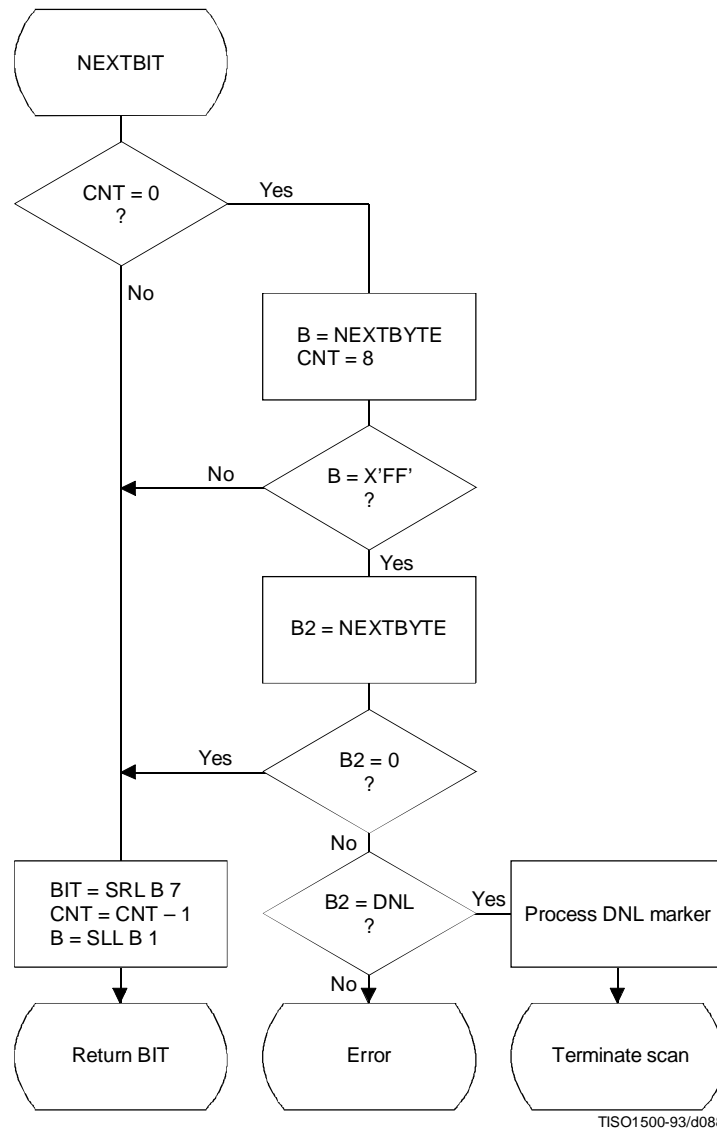 NEXTBIT
CNT = 0
?
Yes
No
B = NEXTBYTE
CNT = 8
No
B = X’FF’
?
Yes
B2 = NEXTBYTE
Yes
B2 = 0
?
No
BIT = SRL B 7
CNT = CNT – 1
B = SLL B 1
B2 = DNL
?
Yes
Process DNL marker
No
Return BIT
Error
Terminate scan